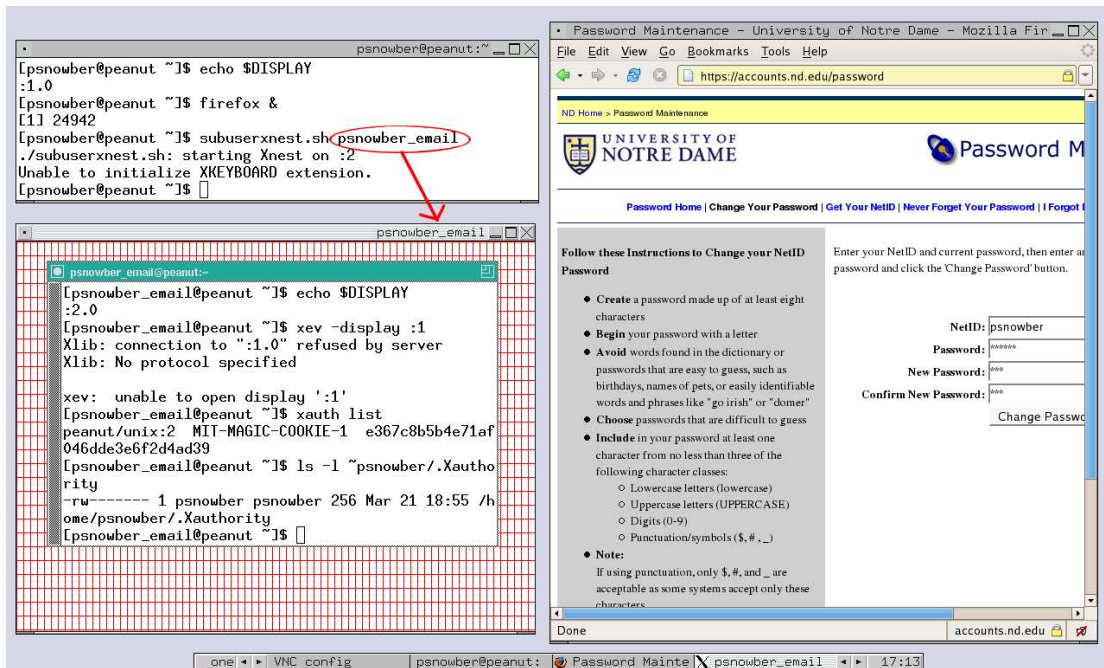 psnowber@peanut:~
[psnowber@peanut ~]$ echo $DISPLAY
:1.0
[psnowber@peanut ~]$ firefox &
[1] 24942
[psnowber@peanut ~]$ subuserxnest.sh psnowber_email
./subuserxnest.sh: starting Xnest on :2
Unable to initialize XKEYBOARD extension.
[psnowber@peanut ~]$
psnowber_email
psnowber_email@peanut:~
[psnowber_email@peanut ~]$ echo $DISPLAY
:2.0
[psnowber_email@peanut ~]$ xev -display :1
Xlib: connection to ":1.0" refused by server
Xlib: No protocol specified
xev:  unable to open display ':1'
[psnowber_email@peanut ~]$ xauth list
peanut/unix:2  MIT-MAGIC-COOKIE-1  e367c8b5b4e71af
046dde3e6f2d4ad39
[psnowber_email@peanut ~]$ ls -l ~psnowber/.Xautho
rity
-rw------- 1 psnowber psnowber 256 Mar 21 18:55 /h
ome/psnowber/.Xauthority
[psnowber_email@peanut ~]$
Password Maintenance - University of Notre Dame - Mozilla Fir
File Edit View Go Bookmarks Tools Help
https://accounts.nd.edu/password
ND Home > Password Maintenance
UNIVERSITY OF
NOTRE DAME
Password M
Password Home | Change Your Password | Get Your NetID | Never Forget Your Password | I Forgot
Follow these Instructions to Change your NetID
Password
Create a password made up of at least eight
characters
Begin your password with a letter
Avoid words found in the dictionary or
passwords that are easy to guess, such as
birthdays, names of pets, or easily identifiable
words and phrases like "go irish" or "domer"
Choose passwords that are difficult to guess
Include in your password at least one
character from no less than three of the
following character classes:
Lowercase letters (lowercase)
Uppercase letters (UPPERCASE)
Digits (0-9)
Punctuation/symbols ($, #, _)
Note:
If using punctuation, only $, #, and _ are
acceptable as some systems accept only these
characters
Enter your NetID and current password, then enter a
password and click the 'Change Password' button.
NetID: psnowber
Password: ******
New Password: ***
Confirm New Password: ***
Change Passwo
Done
accounts.nd.edu
one VNC config psnowber@peanut: Password Mainte psnowber_email 17:13